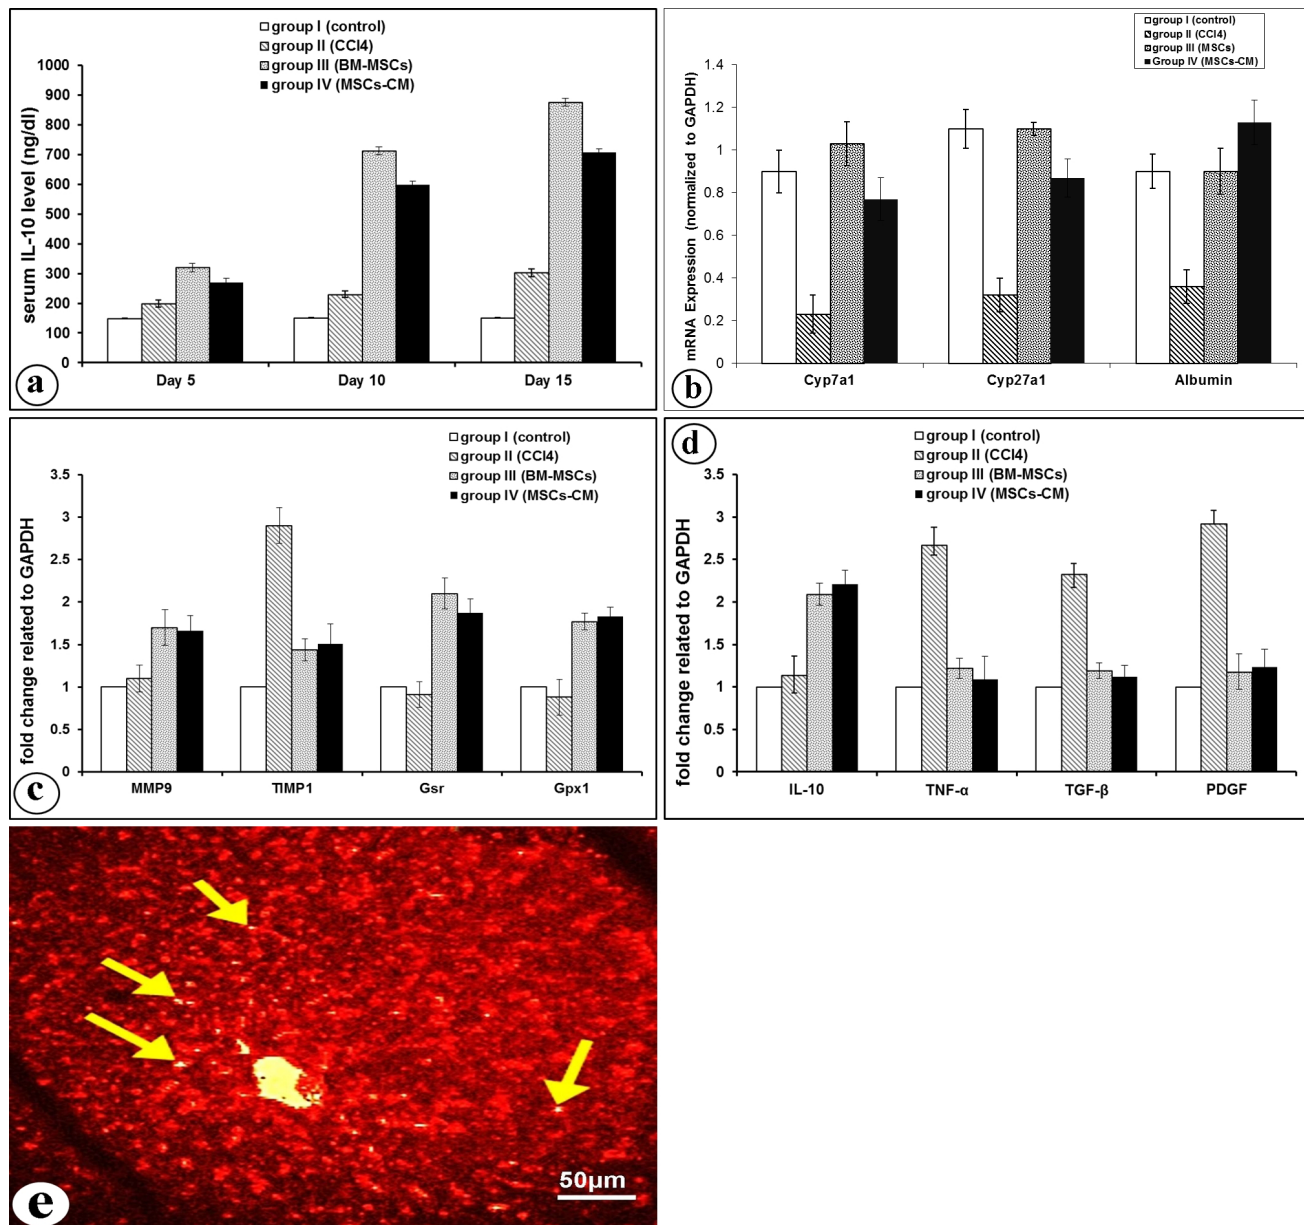 group I (control)
group II (CCl4)
group III (BM-MSCs)
group IV (MSCs-CM)
serum IL-10 level (ng/dl)
1000
900
800
700
600
500
400
300
200
100
0
Day 5 Day 10 Day 15
a
group I (control)
group II (CCl4)
group III (MSCs)
Group IV (MSCs-CM)
mRNA Expression (normalized to GAPDH)
1.4
1.2
1
0.8
0.6
0.4
0.2
0
Cyp7a1 Cyp27a1 Albumin
b
group I (control)
group II (CCl4)
group III (BM-MSCs)
group IV (MSCs-CM)
fold change related to GAPDH
3.5
3
2.5
2
1.5
1
0.5
0
MMP9 TIMP1 Gsr Gpx1
c
d
group I (control)
group II (CCl4)
group III (BM-MSCs)
group IV (MSCs-CM)
fold change related to GAPDH
3.5
3
2.5
2
1.5
1
0.5
0
IL-10 TNF-α TGF-β PDGF
50µm
e